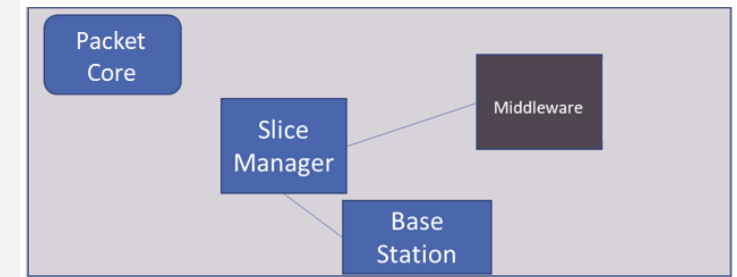 Packet
Core
Slice
Manager
Middleware
Base
Station